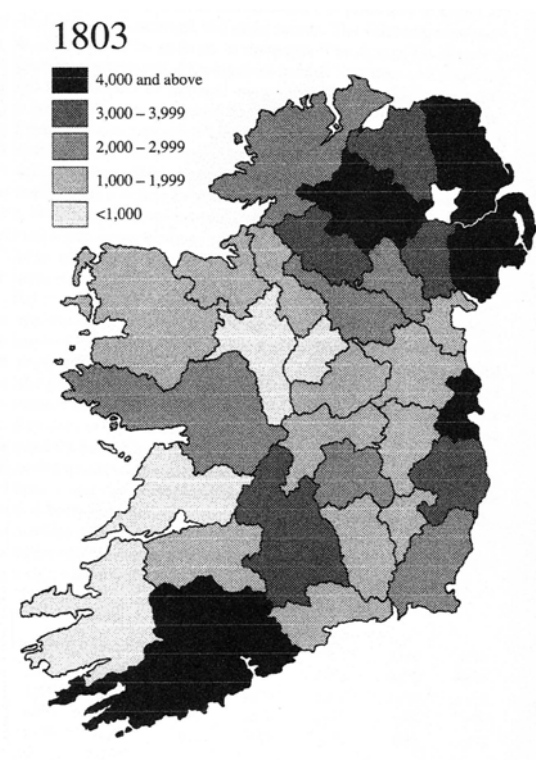 1803
4,000 and above
3,000 – 3,999
2,000 – 2,999
1,000 – 1,999
<1,000